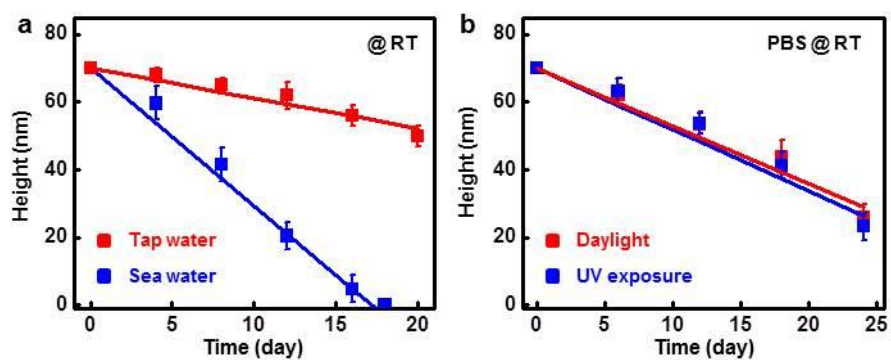 a
@ RT
80
60
40
20
0
Height (nm)
Tap water
Sea water
0 5 10 15 20
Time (day)
b
PBS @ RT
80
60
40
20
0
Height (nm)
Daylight
UV exposure
0 5 10 15 20 25
Time (day)